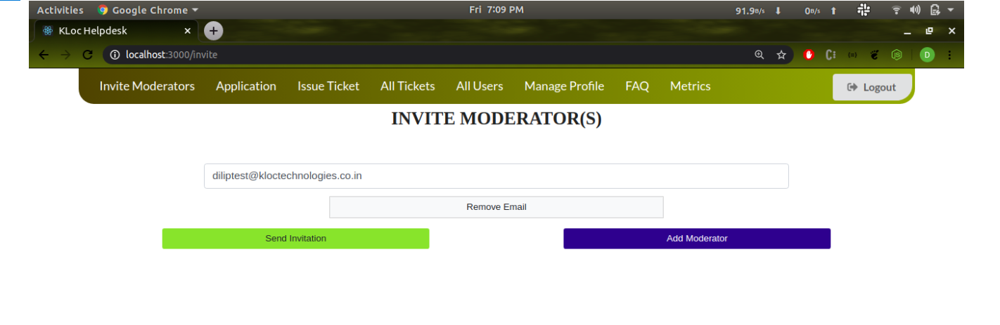 Activities Google Chrome Fri 7:09 PM 91.9B/s 0B/s
KLoc Helpdesk
localhost:3000/invite D
Invite Moderators Application Issue Ticket All Tickets All Users Manage Profile FAQ Metrics Logout
INVITE MODERATOR(S)
diliptest@kloctechnologies.co.in
Remove Email
Send Invitation Add Moderator